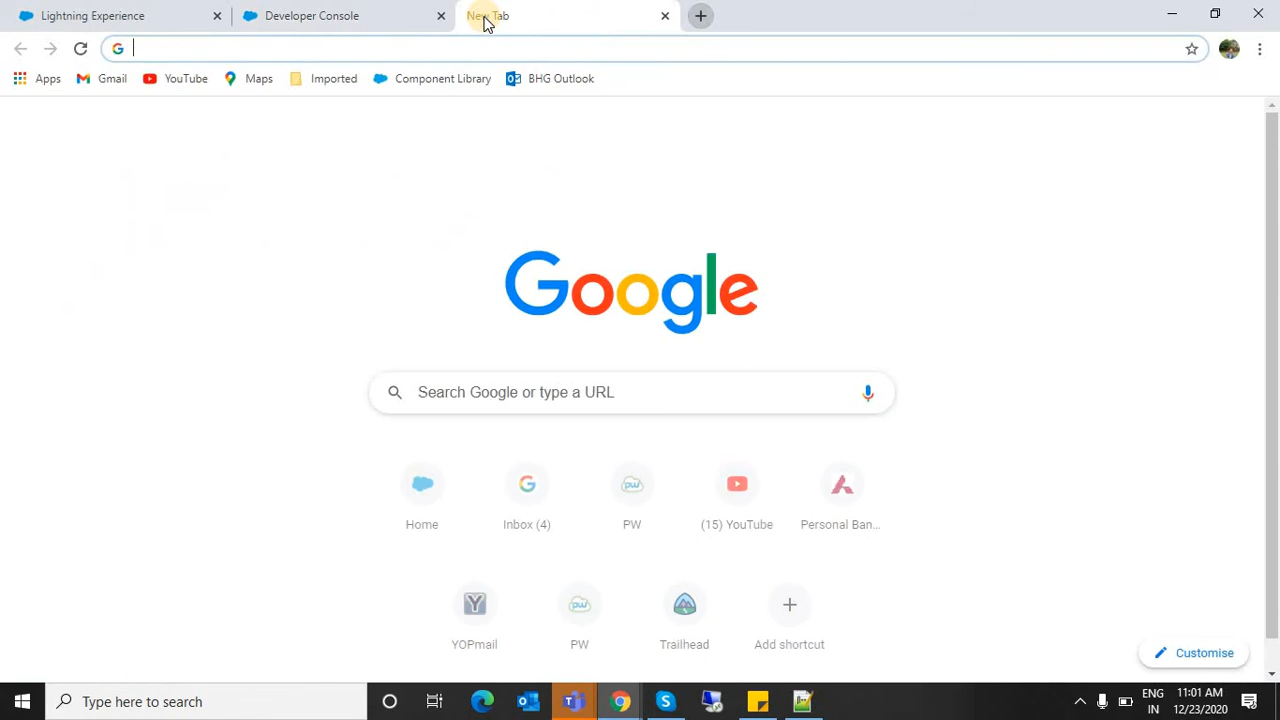 Lightning Experience
Developer Console
New Tab
Apps
Gmail
YouTube
Maps
Imported
Component Library
BHG Outlook
Google
Search Google or type a URL
Home
Inbox (4)
PW
(15) YouTube
Personal Ban...
YOPmail
PW
Trailhead
Add shortcut
Customise
Type here to search
ENG
IN
11:01 AM
12/23/2020